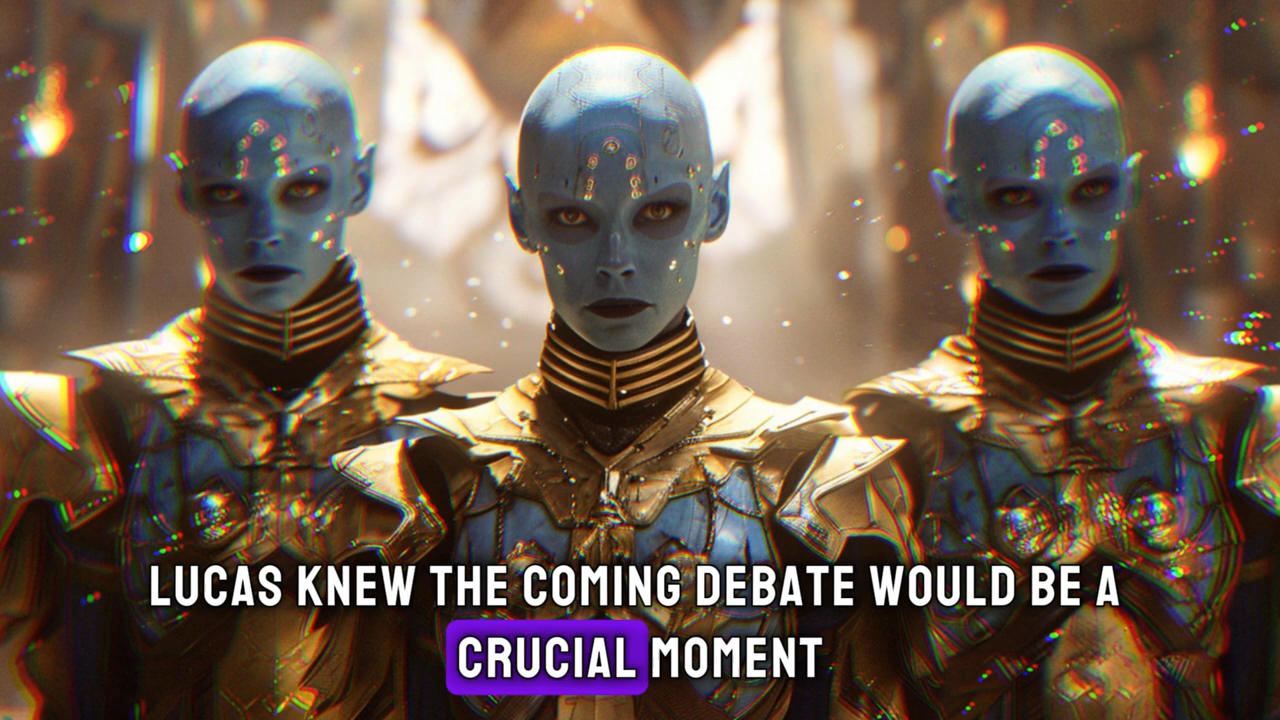 LUCAS KNEW THE COMING DEBATE WOULD BE A
CRUCIAL MOMENT